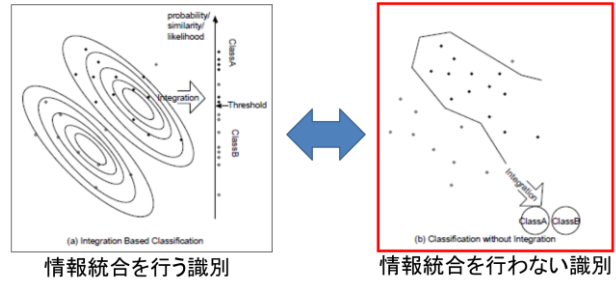 probability/
similarity/
likelihood
ClassA
Integration
Threshold
ClassB
(a) Integration Based Classification
情報統合を行う識別
Integration
ClassA
ClassB
(b) Classification without Integration
情報統合を行わない識別